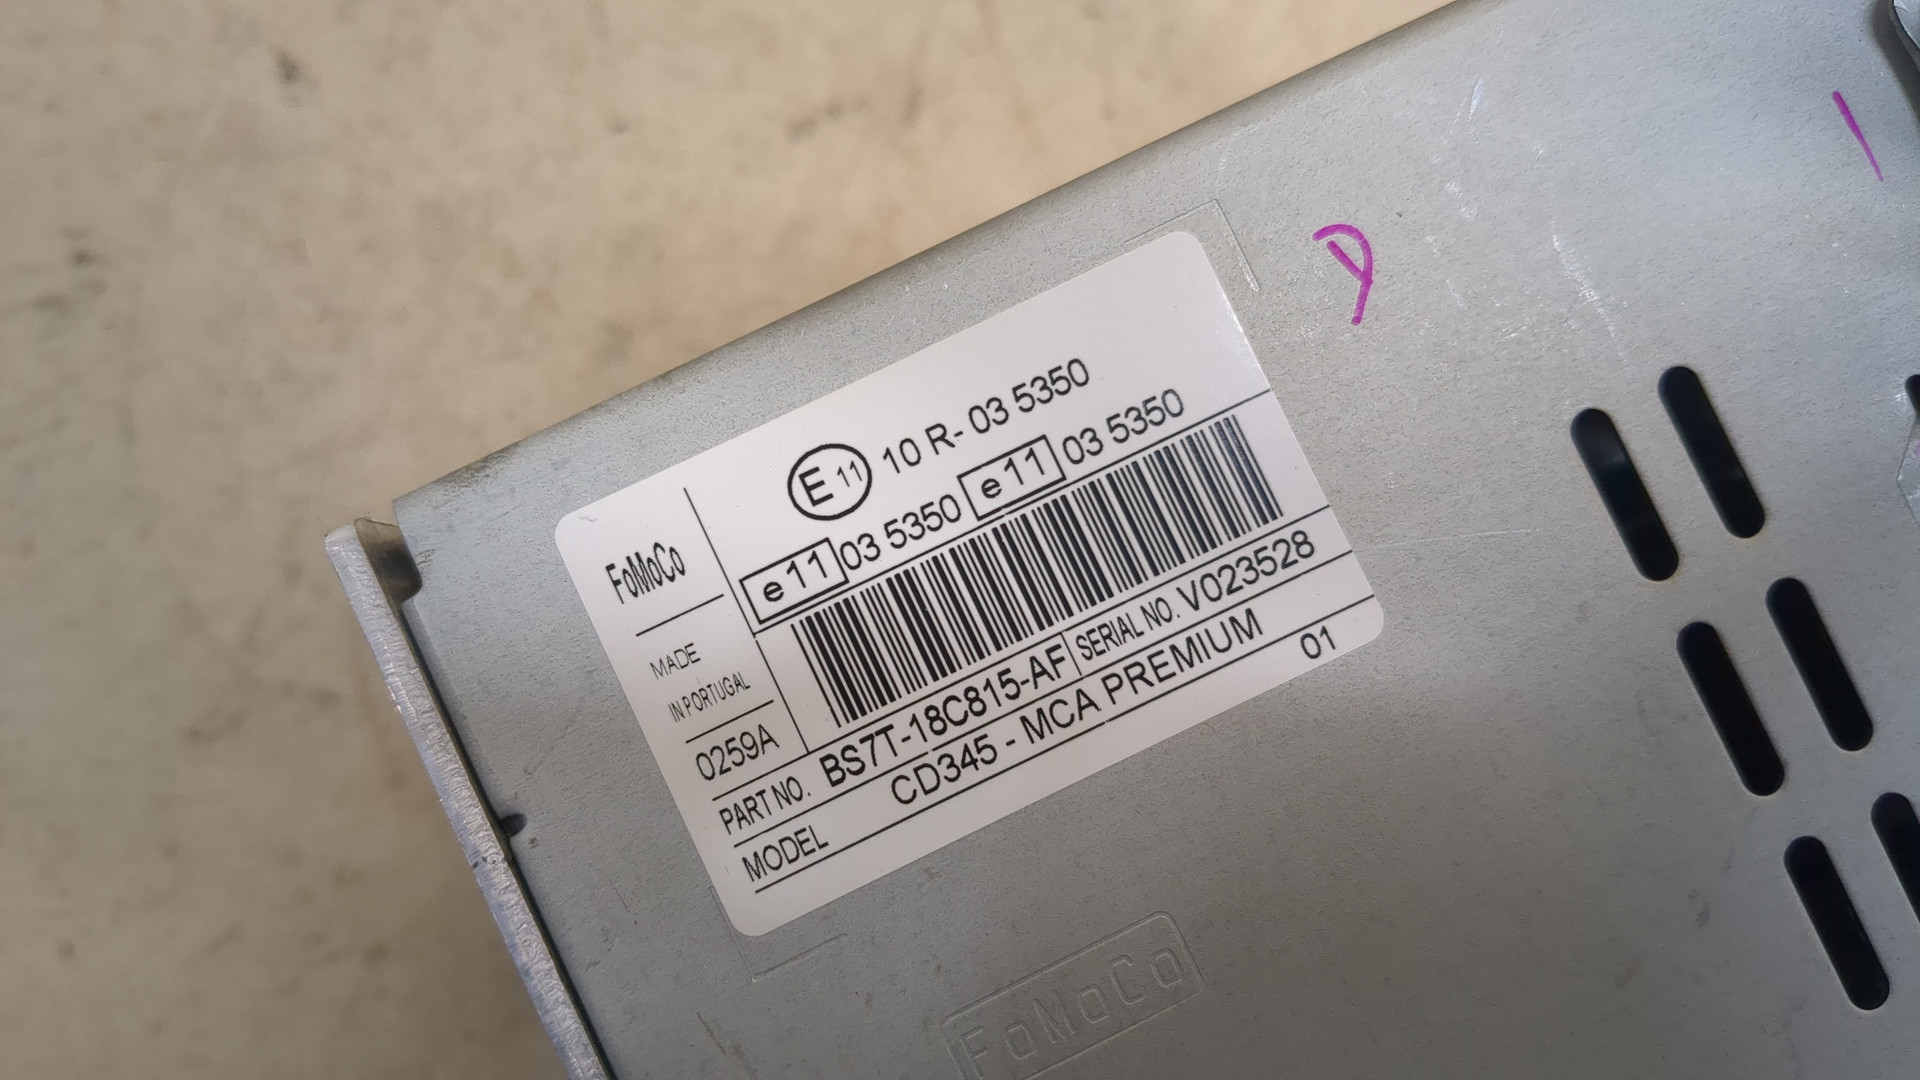 FoMoCo
MADE
IN PORTUGAL
0259A
E 11 10 R- 03 5350
e11 03 5350 e11 03 5350
PART NO. BS7T-18C815-AF SERIAL NO. V023528
MODEL CD345 - MCA PREMIUM 01
FoMoCo